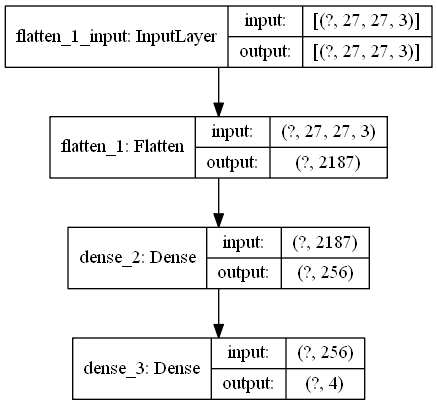 flatten_1_input: InputLayer
input:
[(?, 27, 27, 3)]
output:
[(?, 27, 27, 3)]
flatten_1: Flatten
input:
(?, 27, 27, 3)
output:
(?, 2187)
dense_2: Dense
input:
(?, 2187)
output:
(?, 256)
dense_3: Dense
input:
(?, 256)
output:
(?, 4)